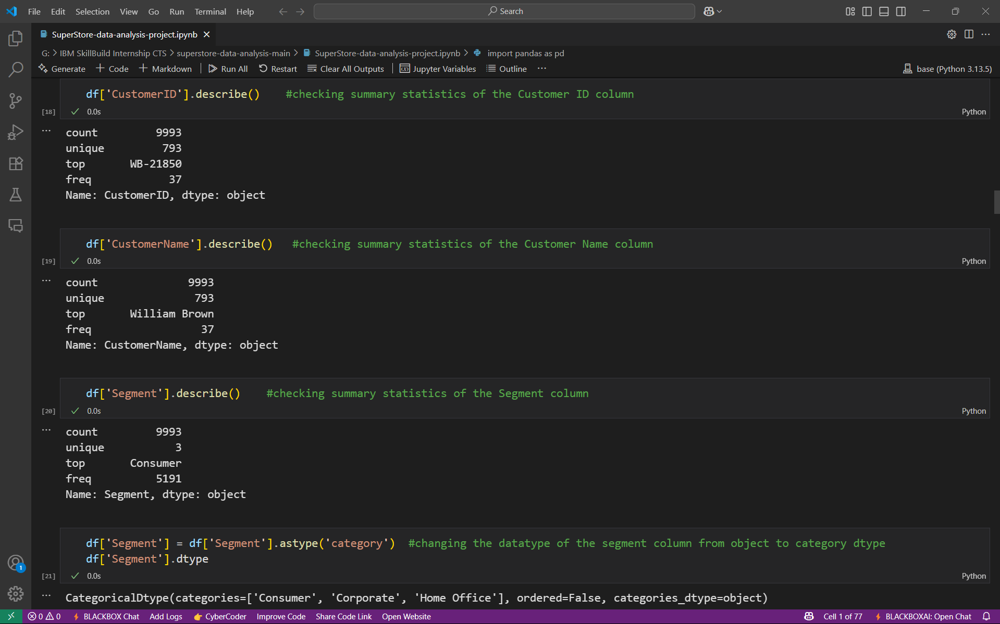 File Edit Selection View Go Run Terminal Help Search
SuperStore-data-analysis-project.ipynb
G: > IBM SkillBuild Internship CTS > superstore-data-analysis-main > SuperStore-data-analysis-project.ipynb > import pandas as pd
Generate + Code + Markdown Run All Restart Clear All Outputs Jupyter Variables Outline ... base (Python 3.13.5)
df['CustomerID'].describe() #checking summary statistics of the Customer ID column
[18] 0.0s Python
count 9993
unique 793
top WB-21850
freq 37
Name: CustomerID, dtype: object
df['CustomerName'].describe() #checking summary statistics of the Customer Name column
[19] 0.0s Python
count 9993
unique 793
top William Brown
freq 37
Name: CustomerName, dtype: object
df['Segment'].describe() #checking summary statistics of the Segment column
[20] 0.0s Python
count 9993
unique 3
top Consumer
freq 5191
Name: Segment, dtype: object
df['Segment'] = df['Segment'].astype('category') #changing the datatype of the segment column from object to category dtype
df['Segment'].dtype
[21] 0.0s Python
CategoricalDtype(categories=['Consumer', 'Corporate', 'Home Office'], ordered=False, categories_dtype=object)
1
0 0 BLACKBOX Chat Add Logs CyberCoder Improve Code Share Code Link Open Website Cell 1 of 77 BLACKBOXAI: Open Chat